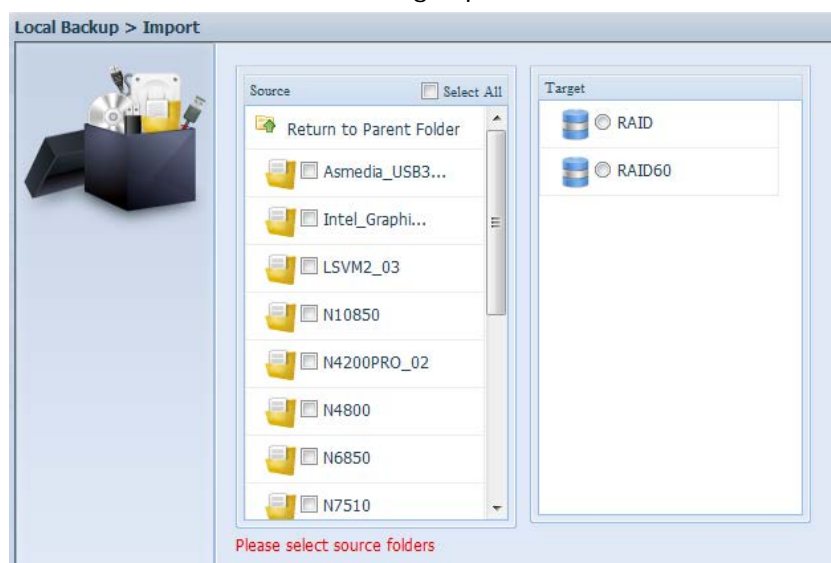 Local Backup > Import
Source
Select All
Return to Parent Folder
Asmedia_USB3...
Intel_Graphi...
LSVM2_03
N10850
N4200PRO_02
N4800
N6850
N7510
Please select source folders
Target
RAID
RAID60